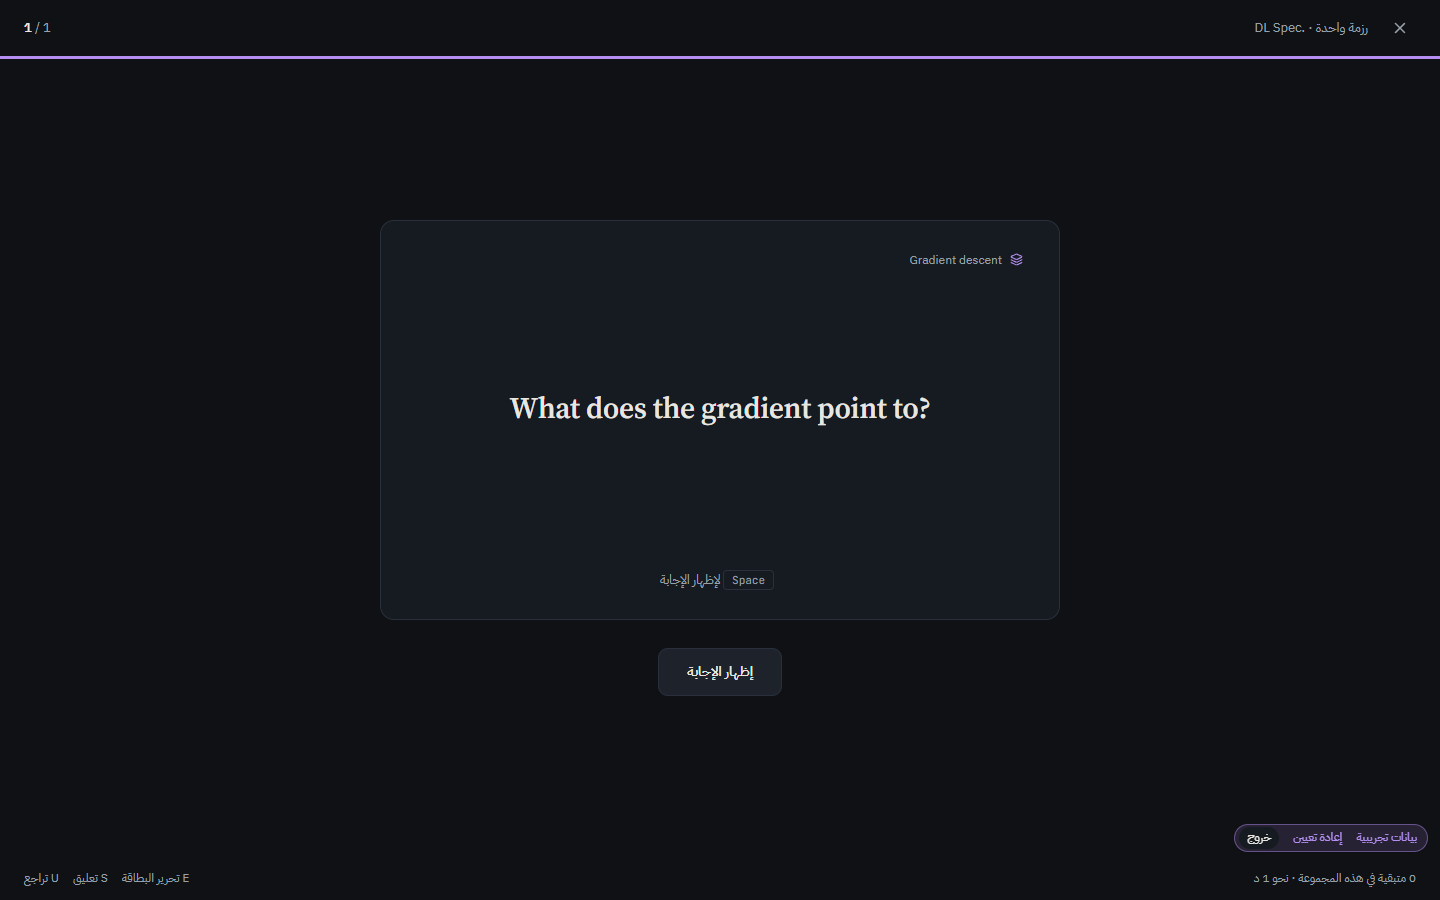 رزمة واحدة · DL Spec.
1 / 1
Gradient descent
What does the gradient point to?
Space لإظهار الإجابة
إظهار الإجابة
بيانات تجريبية إعادة تعيين خروج
0 متبقية في هذه المجموعة · نحو 1 د
E تحرير البطاقة S تعليق U تراجع